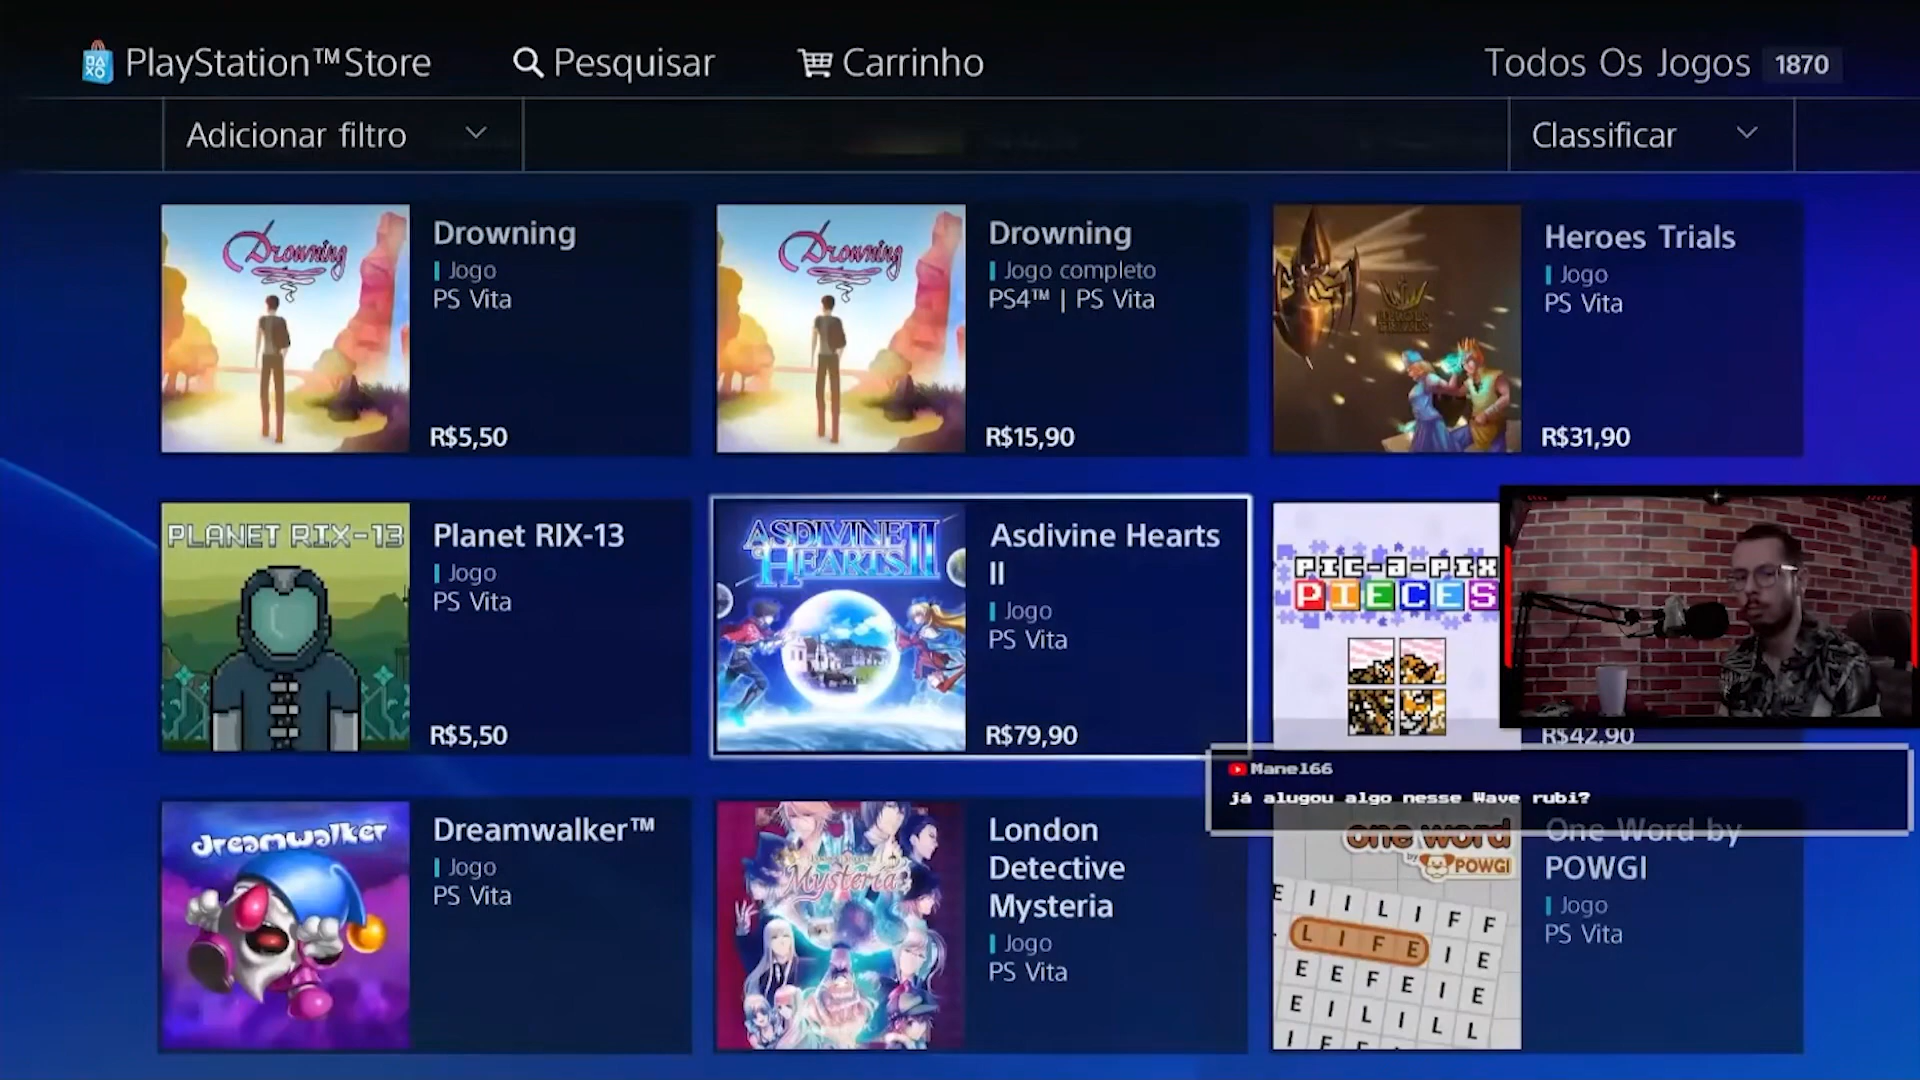 PlayStation™Store
Pesquisar
Carrinho
Todos Os Jogos 1870
Adicionar filtro
Classificar
Drowning
Drowning
Jogo
PS Vita
R$5,50
Drowning
Drowning
Jogo completo
PS4™ | PS Vita
R$15,90
Heroes Trials
Jogo
PS Vita
R$31,90
PLANET RIX-13
Planet RIX-13
Jogo
PS Vita
R$5,50
ASDIVINE
HEARTS II
Asdivine Hearts
II
Jogo
PS Vita
R$79,90
PIC-a-PIX
PIECES
R$42,90
Mane166
já alugou algo nesse Wave rubi?
dreamwalker
Dreamwalker™
Jogo
PS Vita
Mysteria
London
Detective
Mysteria
Jogo
PS Vita
one word
by POWGI
E I I L I F F
L I F E I E
E E F E I E
E I L I L L
One Word by
POWGI
Jogo
PS Vita